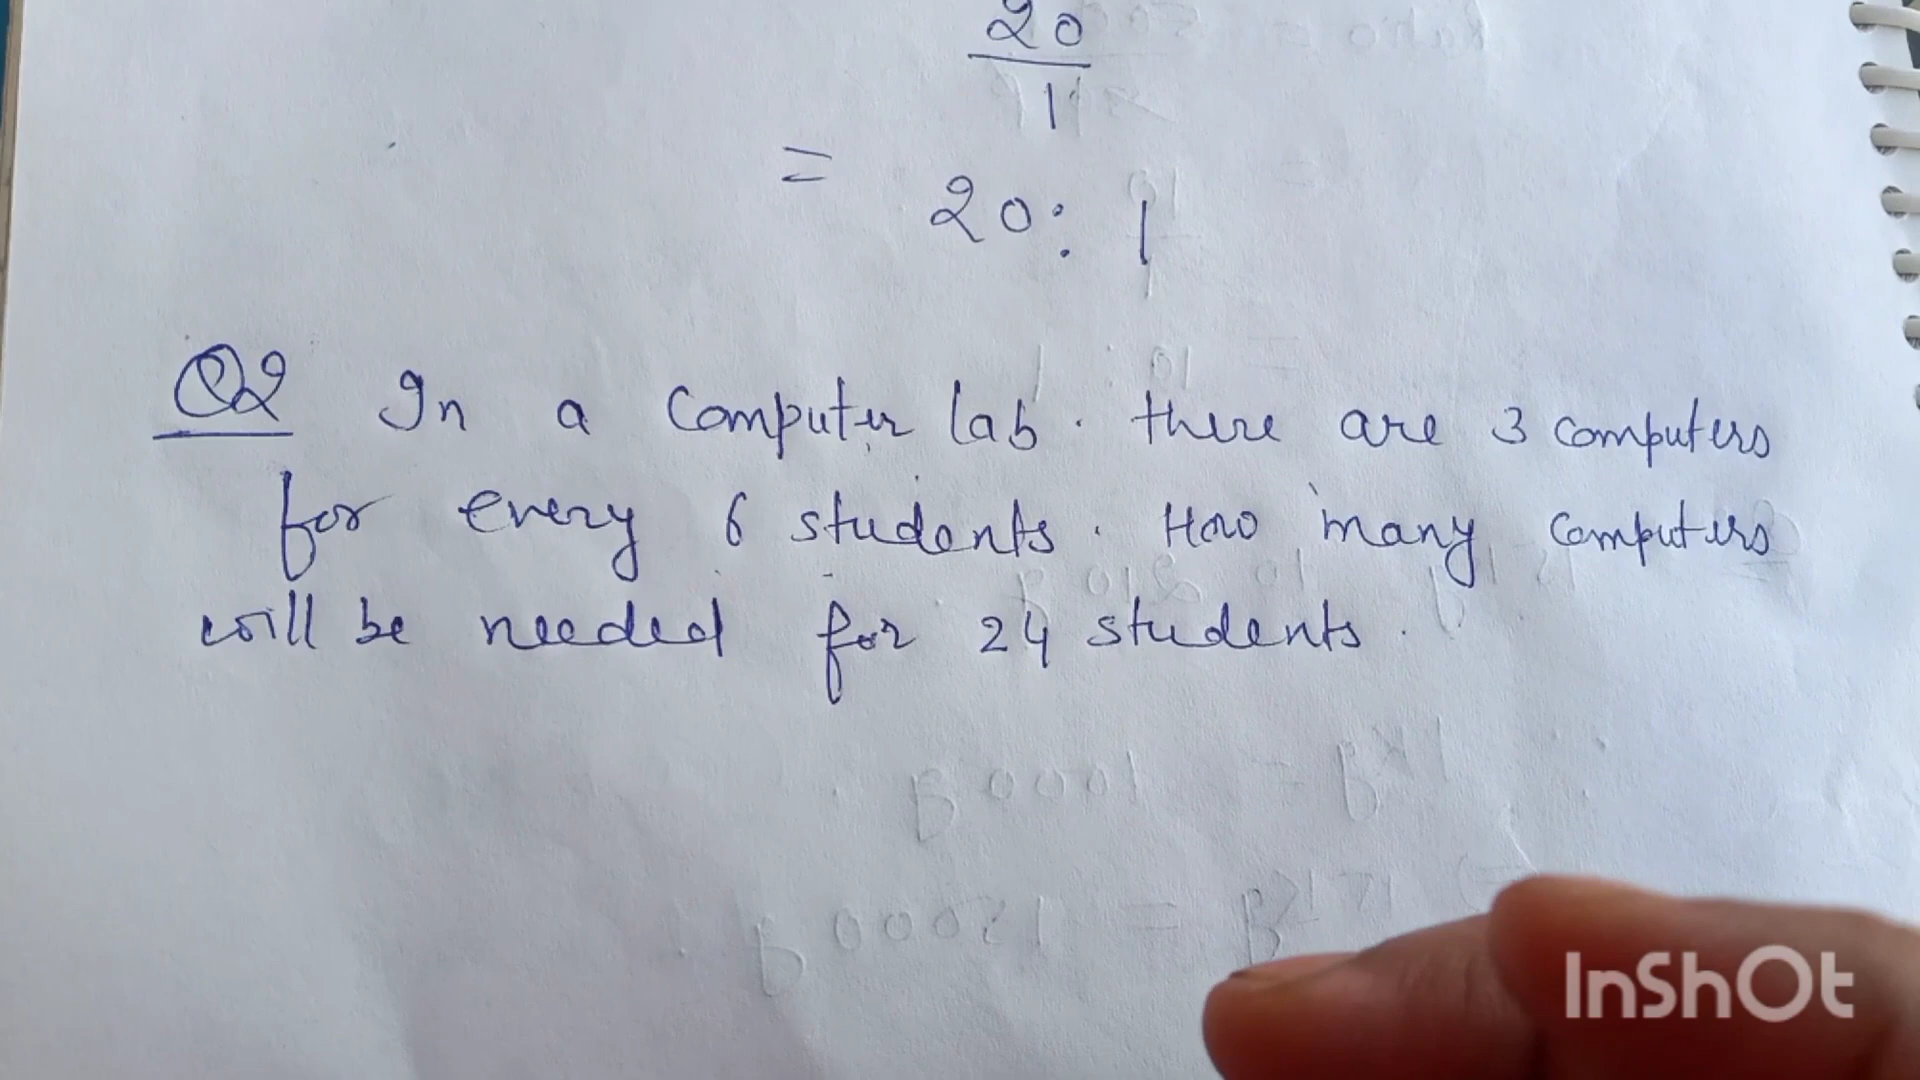 20
1
= 20 : 1
Q2 In a computer lab. there are 3 computers
for every 6 students. How many computers
will be needed for 24 students.
InShOt